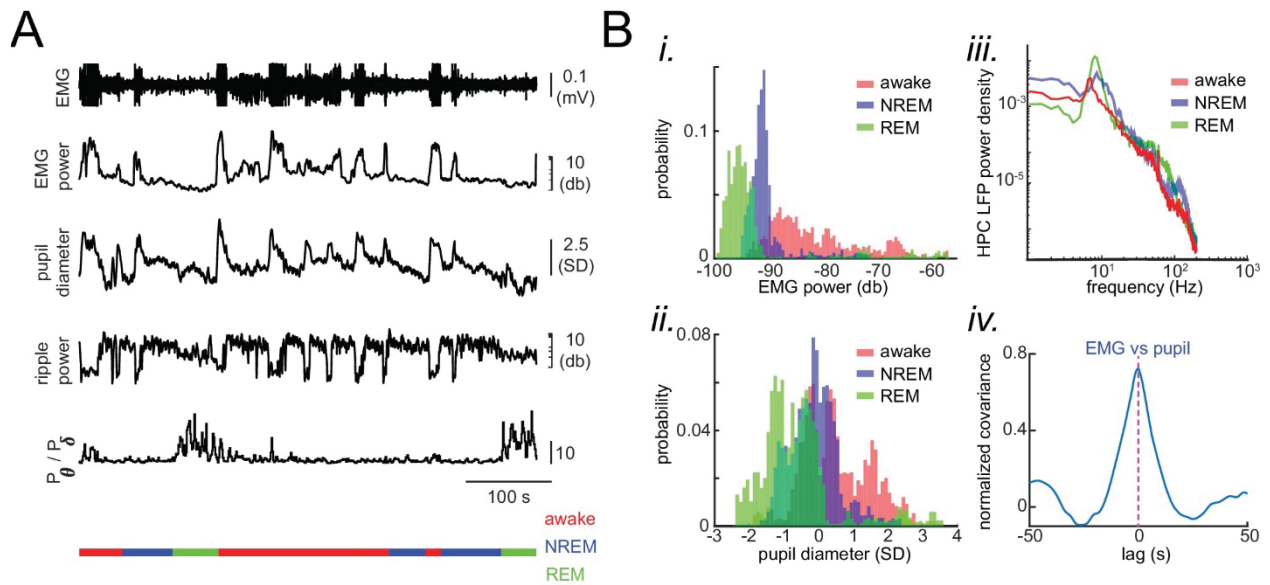 A
EMG
0.1
(mV)
EMG
power
10
(db)
pupil
diameter
2.5
(SD)
ripple
power
10
(db)
Pθ / Pδ
10
100 s
awake
NREM
REM
B
i.
probability
0.1
0
-100
-90
-80
-70
-60
EMG power (db)
awake
NREM
REM
ii.
probability
0.08
0.04
0
-3
-2
-1
0
1
2
3
4
pupil diameter (SD)
awake
NREM
REM
iii.
HPC LFP power density
10-3
10-5
101
102
103
frequency (Hz)
awake
NREM
REM
iv.
EMG vs pupil
normalized covariance
0.8
0.4
0
-50
0
50
lag (s)